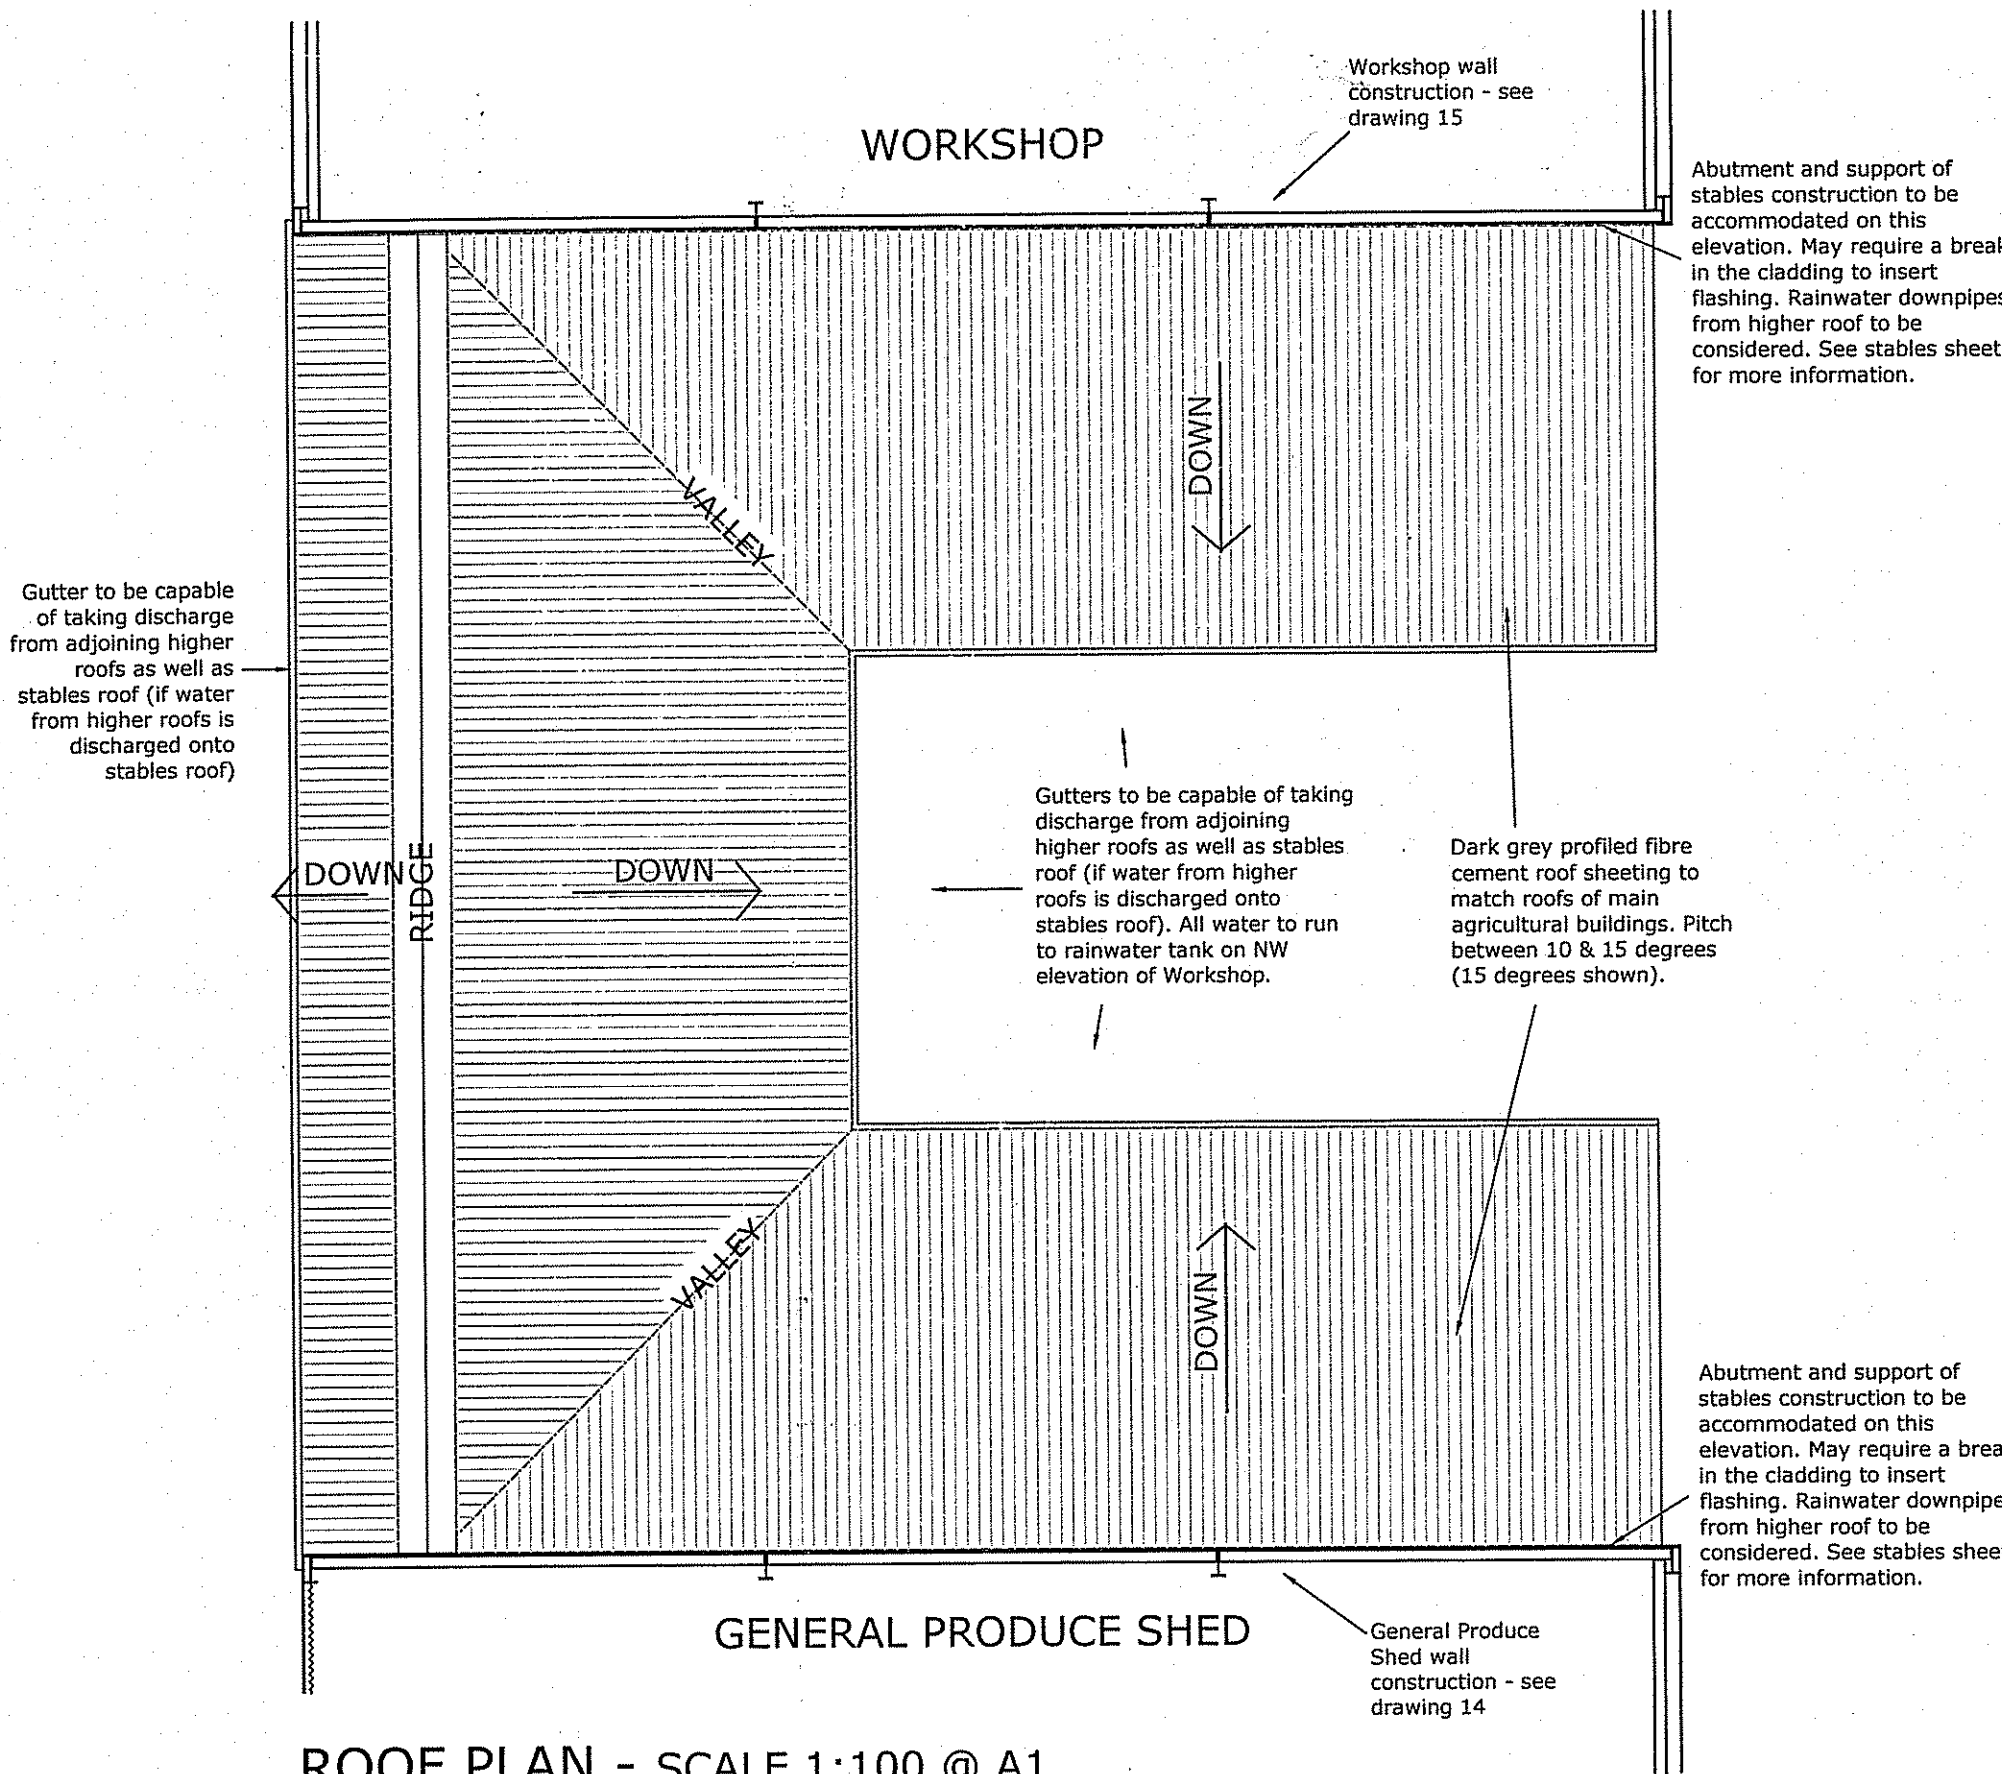 Workshop wall
construction - see
drawing 15
WORKSHOP
Abutment and support of
stables construction to be
accommodated on this
elevation. May require a break
in the cladding to insert
flashing. Rainwater downpipes
from higher roof to be
considered. See stables sheet
for more information.
DOWN
VALLEY
Gutter to be capable
of taking discharge
from adjoining higher
roofs as well as
stables roof (if water
from higher roofs is
discharged onto
stables roof)
DOWN
RIDGE
DOWN
Gutters to be capable of taking
discharge from adjoining
higher roofs as well as stables
roof (if water from higher
roofs is discharged onto
stables roof). All water to run
to rainwater tank on NW
elevation of Workshop.
Dark grey profiled fibre
cement roof sheeting to
match roofs of main
agricultural buildings. Pitch
between 10 & 15 degrees
(15 degrees shown).
VALLEY
DOWN
Abutment and support of
stables construction to be
accommodated on this
elevation. May require a brea
in the cladding to insert
flashing. Rainwater downpipe
from higher roof to be
considered. See stables shee
for more information.
GENERAL PRODUCE SHED
General Produce
Shed wall
construction - see
drawing 14
ROOF PLAN - SCALE 1:100 @ A1